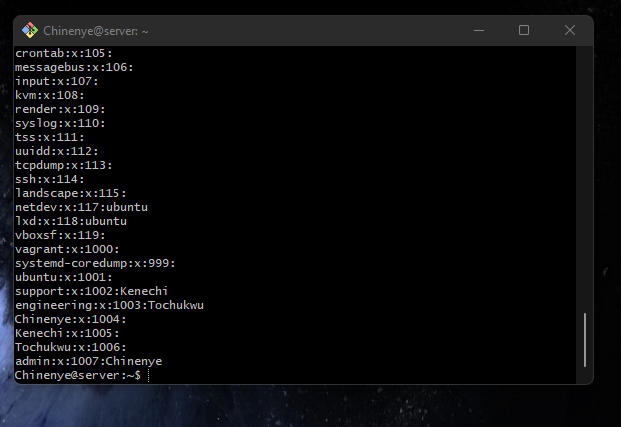 Chinenye@server: ~
crontab:x:105:
messagebus:x:106:
input:x:107:
kvm:x:108:
render:x:109:
syslog:x:110:
tss:x:111:
uuidd:x:112:
tcpdump:x:113:
ssh:x:114:
landscape:x:115:
netdev:x:117:ubuntu
lxd:x:118:ubuntu
vboxsf:x:119:
vagrant:x:1000:
systemd-coredump:x:999:
ubuntu:x:1001:
support:x:1002:Kenechi
engineering:x:1003:Tochukwu
Chinenye:x:1004:
Kenechi:x:1005:
Tochukwu:x:1006:
admin:x:1007:Chinenye
Chinenye@server:~$